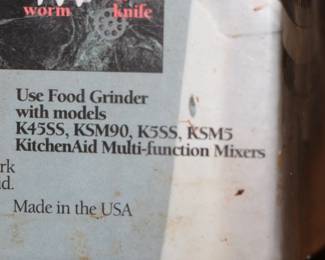 worm knife
Use Food Grinder
with models
K45SS, KSM90, K5SS, KSM5
KitchenAid Multi-function Mixers
rk
d.
Made in the USA